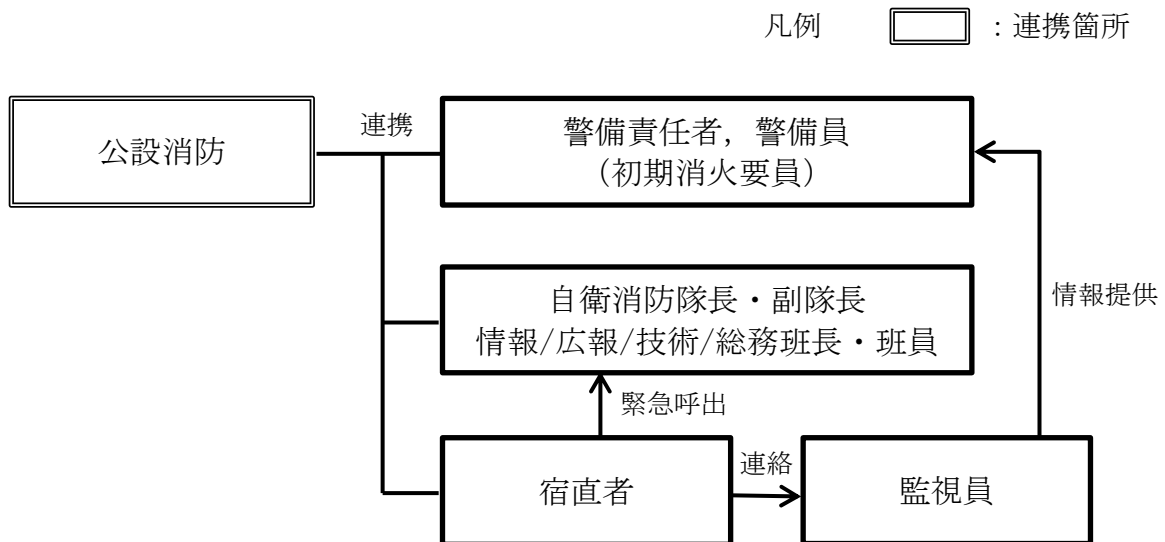 凡例
：連携箇所
公設消防
連携
警備責任者，警備員
（初期消火要員）
自衛消防隊長・副隊長
情報/広報/技術/総務班長・班員
情報提供
緊急呼出
宿直者
連絡
監視員